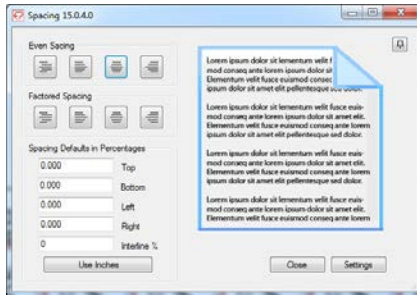 Spacing 15.0.4.0
Even Sacing
Factored Spacing
Spacing Defaults in Percentages
0.000 Top
0.000 Bottom
0.000 Left
0.000 Right
0 Interline %
Use Inches
Lorem ipsum dolor sit lementum velit f
mod conseq ante lorem ipsum dolor sit
Elementum velit fusce euismod consec
ipsum dolor sit amet elit pellentesque
Lorem ipsum dolor sit lementum velit fusce euis-
mod conseq ante lorem ipsum dolor sit amet elit.
Elementum velit fusce euismod conseq ante lorem
ipsum dolor sit amet elit pellentesque sed dolor.
Lorem ipsum dolor sit lementum velit fusce euis-
mod conseq ante lorem ipsum dolor sit amet elit.
Elementum velit fusce euismod conseq ante lorem
ipsum dolor sit amet elit pellentesque sed dolor.
Lorem ipsum dolor sit lementum velit fusce euis-
mod conseq ante lorem ipsum dolor sit amet elit.
Elementum velit fusce euismod conseq ante lorem
Close Settings